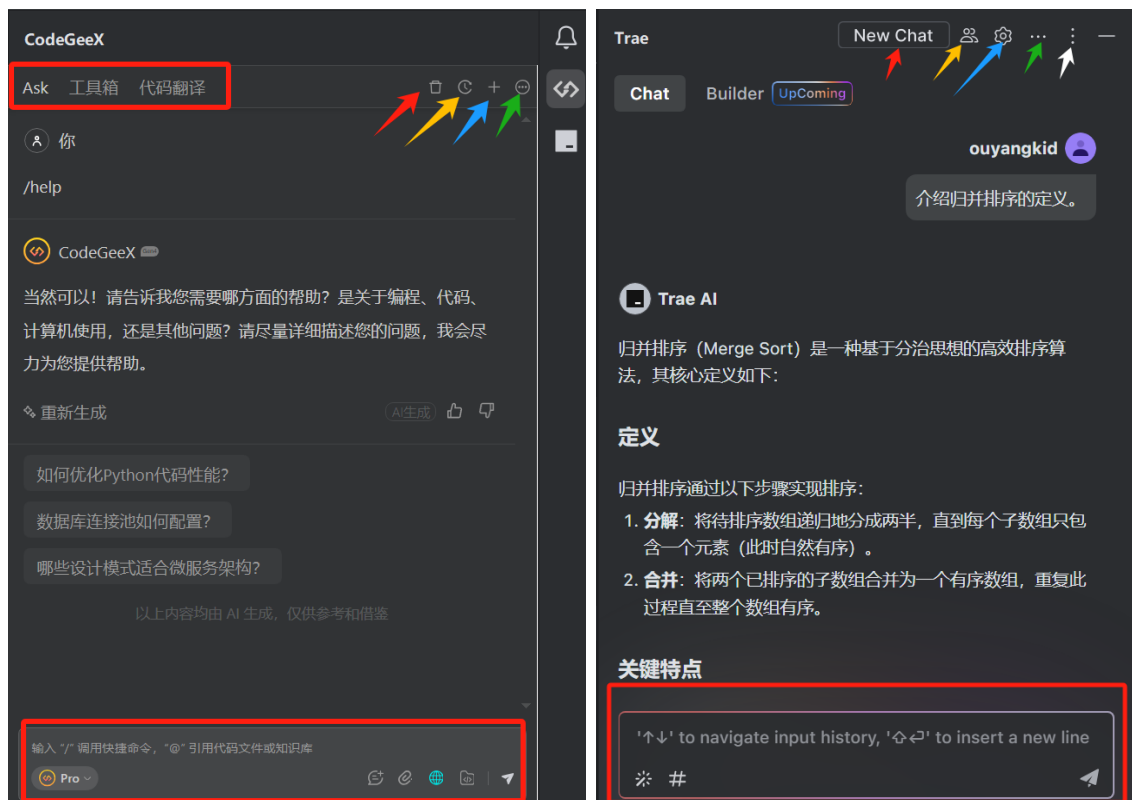 CodeGeeX
Ask 工具箱 代码翻译
你
/help
CodeGeeX
当然可以！请告诉我您需要哪方面的帮助？是关于编程、代码、
计算机使用，还是其他问题？请尽量详细描述您的问题，我会尽
力为您提供帮助。
重新生成
AI生成
如何优化Python代码性能？
数据库连接池如何配置？
哪些设计模式适合微服务架构？
以上内容均由 AI 生成，仅供参考和借鉴
输入 “/” 调用快捷命令，“@” 引用代码文件或知识库
Pro
Trae
New Chat
Chat Builder UpComing
ouyangkid
介绍归并排序的定义。
Trae AI
归并排序（Merge Sort）是一种基于分治思想的高效排序算
法，其核心定义如下：
定义
归并排序通过以下步骤实现排序：
1. 分解：将待排序数组递归地分成两半，直到每个子数组只包
含一个元素（此时自然有序）。
2. 合并：将两个已排序的子数组合并为一个有序数组，重复此
过程直至整个数组有序。
关键特点
'↑↓' to navigate input history, '⇧⏎' to insert a new line
#